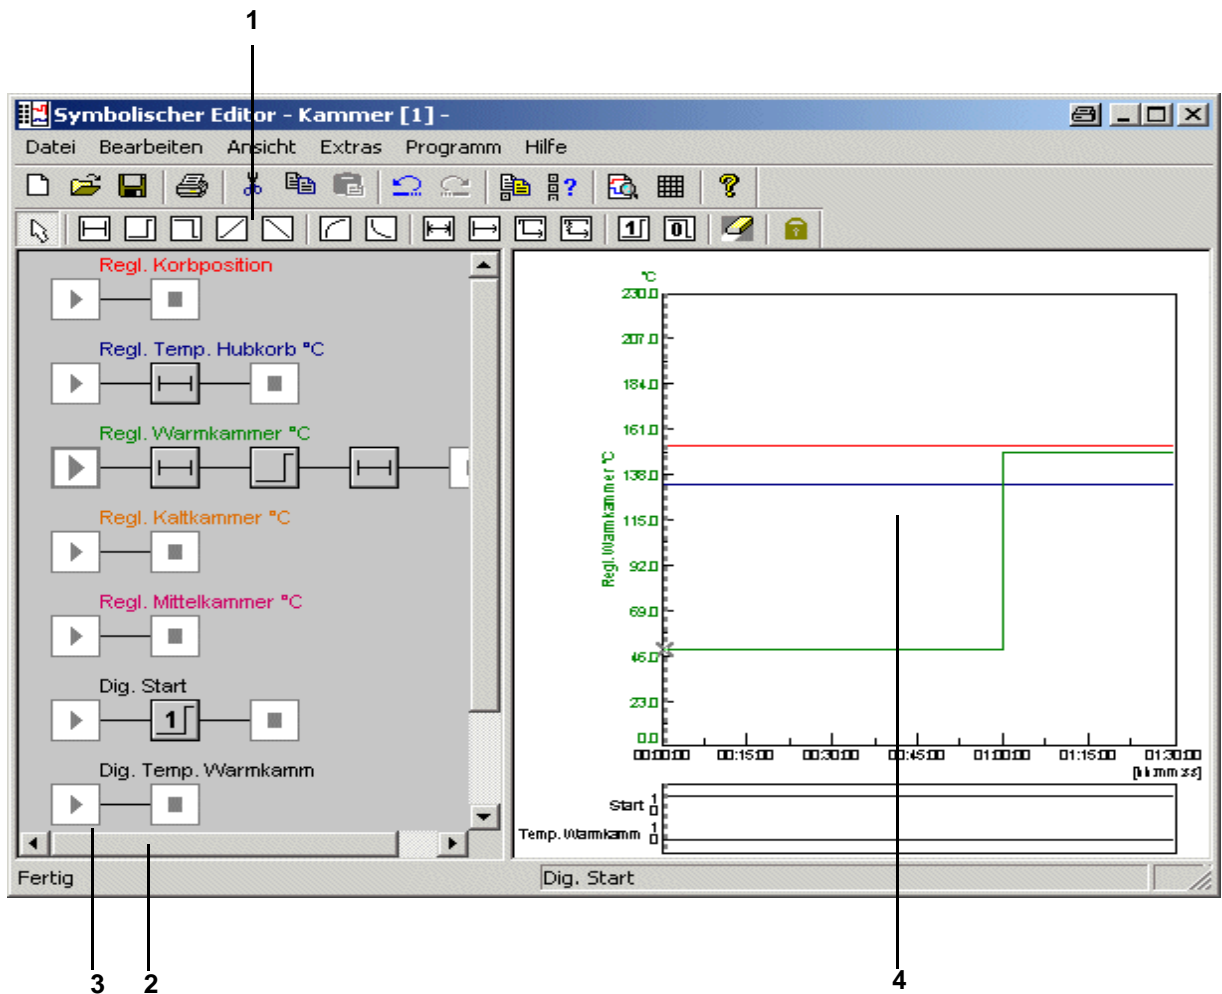 1
Symbolischer Editor - Kammer [1] -
Datei Bearbeiten Ansicht Extras Programm Hilfe
1 0
Regl. Korbposition
Regl. Temp. Hubkorb °C
Regl. Warmkammer °C
Regl. Kaltkammer °C
Regl. Mittelkammer °C
Dig. Start
1
Dig. Temp. Warmkamm
°C
230.0
207.0
184.0
161.0
138.0
115.0
92.0
69.0
46.0
23.0
0.0
Regl. Warmkammer °C
00:00:00 00:15:00 00:30:00 00:45:00 01:00:00 01:15:00 01:30:00
[hh:mm:ss]
Start 1
0
Temp. Warmkamm 1
0
Fertig
Dig. Start
3 2 4